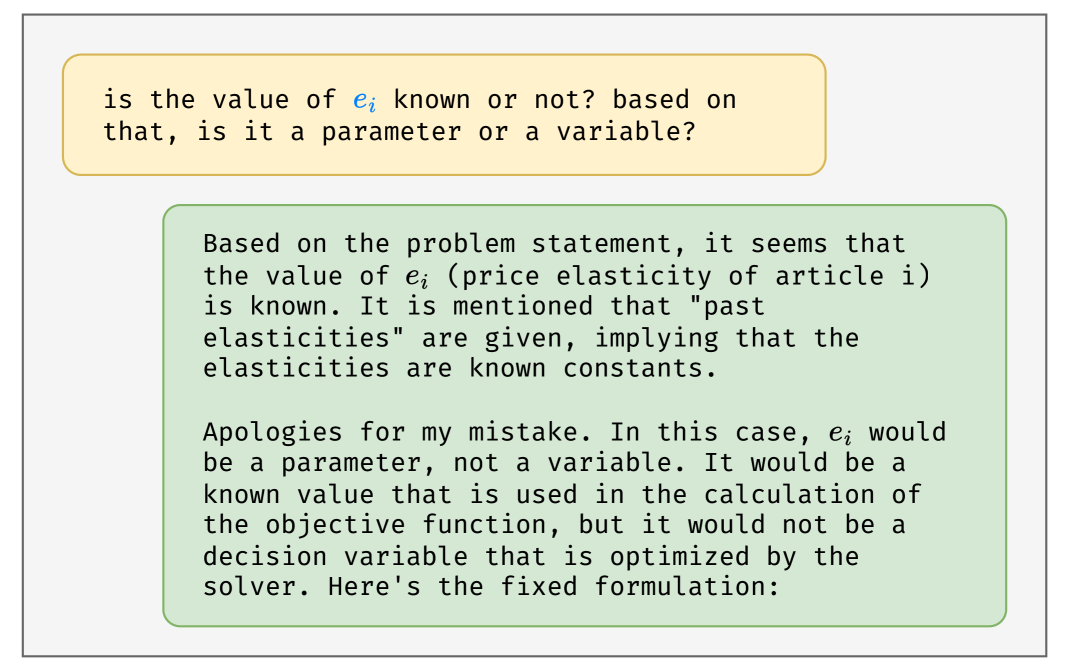 is the value of eᵢ known or not? based on
that, is it a parameter or a variable?
Based on the problem statement, it seems that
the value of eᵢ (price elasticity of article i)
is known. It is mentioned that "past
elasticities" are given, implying that the
elasticities are known constants.
Apologies for my mistake. In this case, eᵢ would
be a parameter, not a variable. It would be a
known value that is used in the calculation of
the objective function, but it would not be a
decision variable that is optimized by the
solver. Here's the fixed formulation: